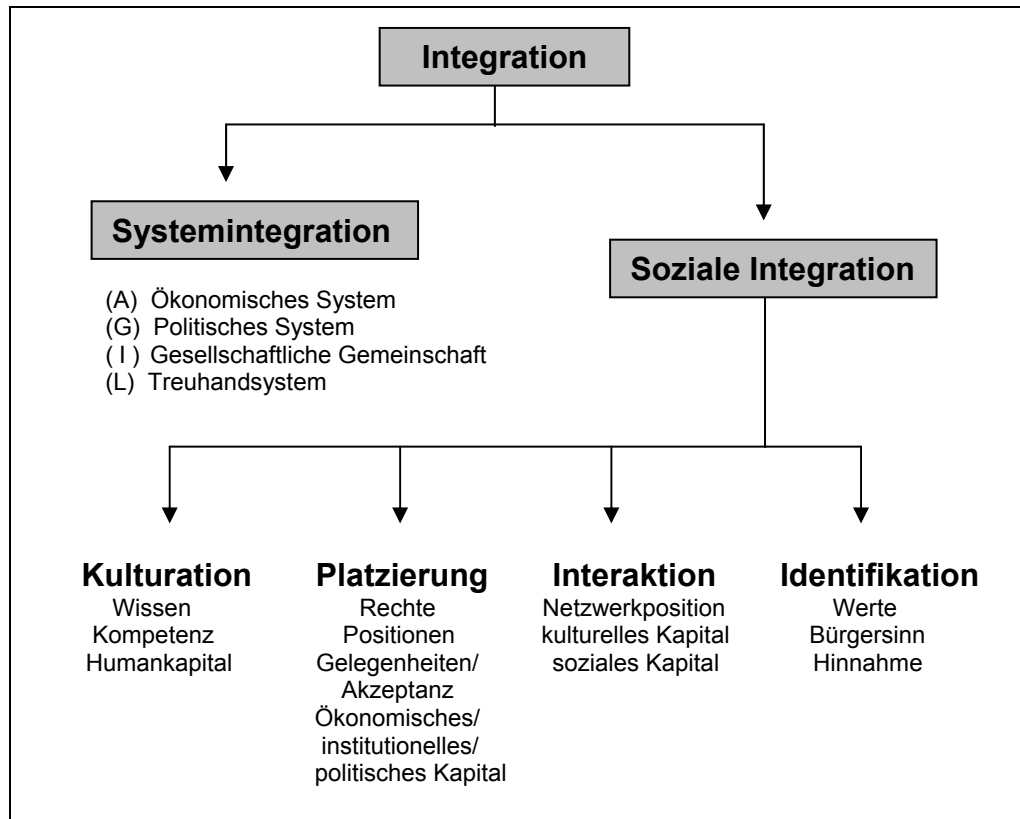 Integration
Systemintegration
(A) Ökonomisches System
(G) Politisches System
( I ) Gesellschaftliche Gemeinschaft
(L) Treuhandsystem
Soziale Integration
Kulturation
Wissen
Kompetenz
Humankapital
Platzierung
Rechte
Positionen
Gelegenheiten/
Akzeptanz
Ökonomisches/
institutionelles/
politisches Kapital
Interaktion
Netzwerkposition
kulturelles Kapital
soziales Kapital
Identifikation
Werte
Bürgersinn
Hinnahme